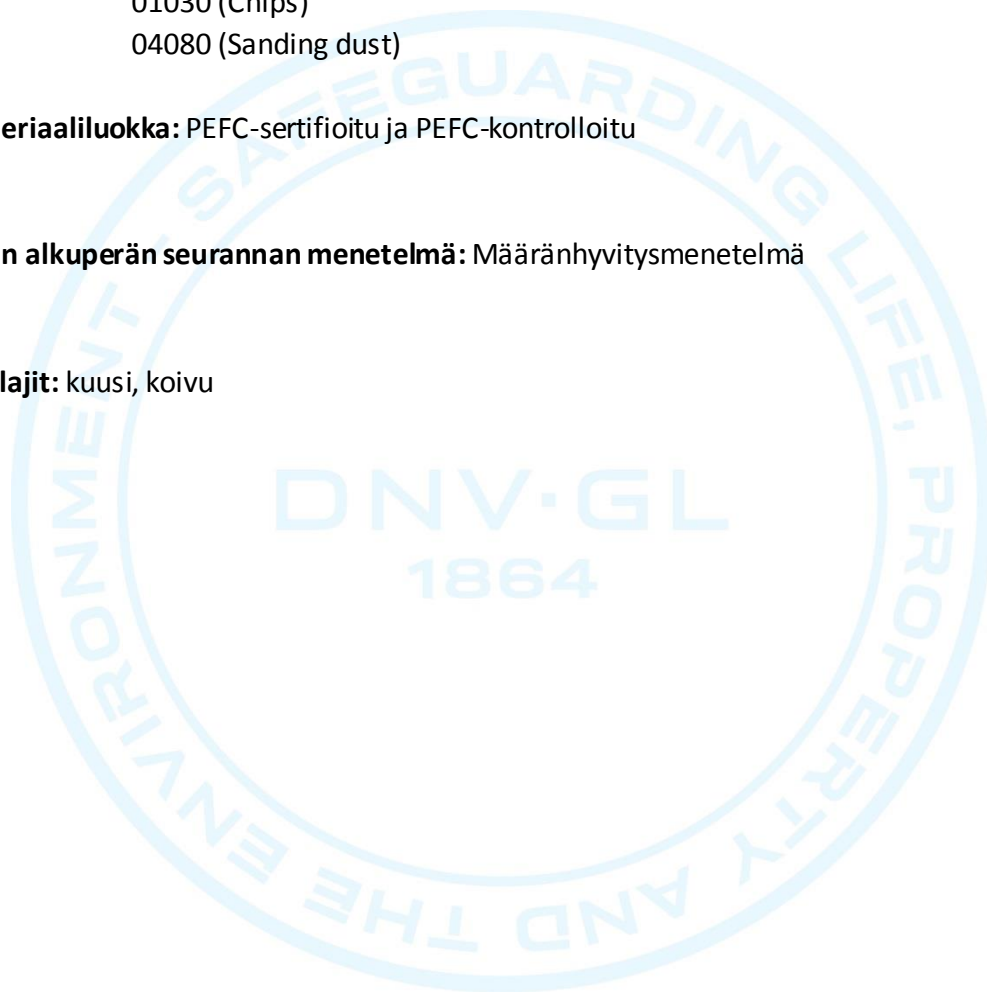 01030 (Chips)
04080 (Sanding dust)
eriaaliluokka: PEFC-sertifioitu ja PEFC-kontrolloitu
n alkuperän seurannan menetelmä: Määränhyvitysmenetelmä
lajit: kuusi, koivu
SAFEGUARDING LIFE, PROPERTY AND THE ENVIRONMENT -
DNV·GL
1864